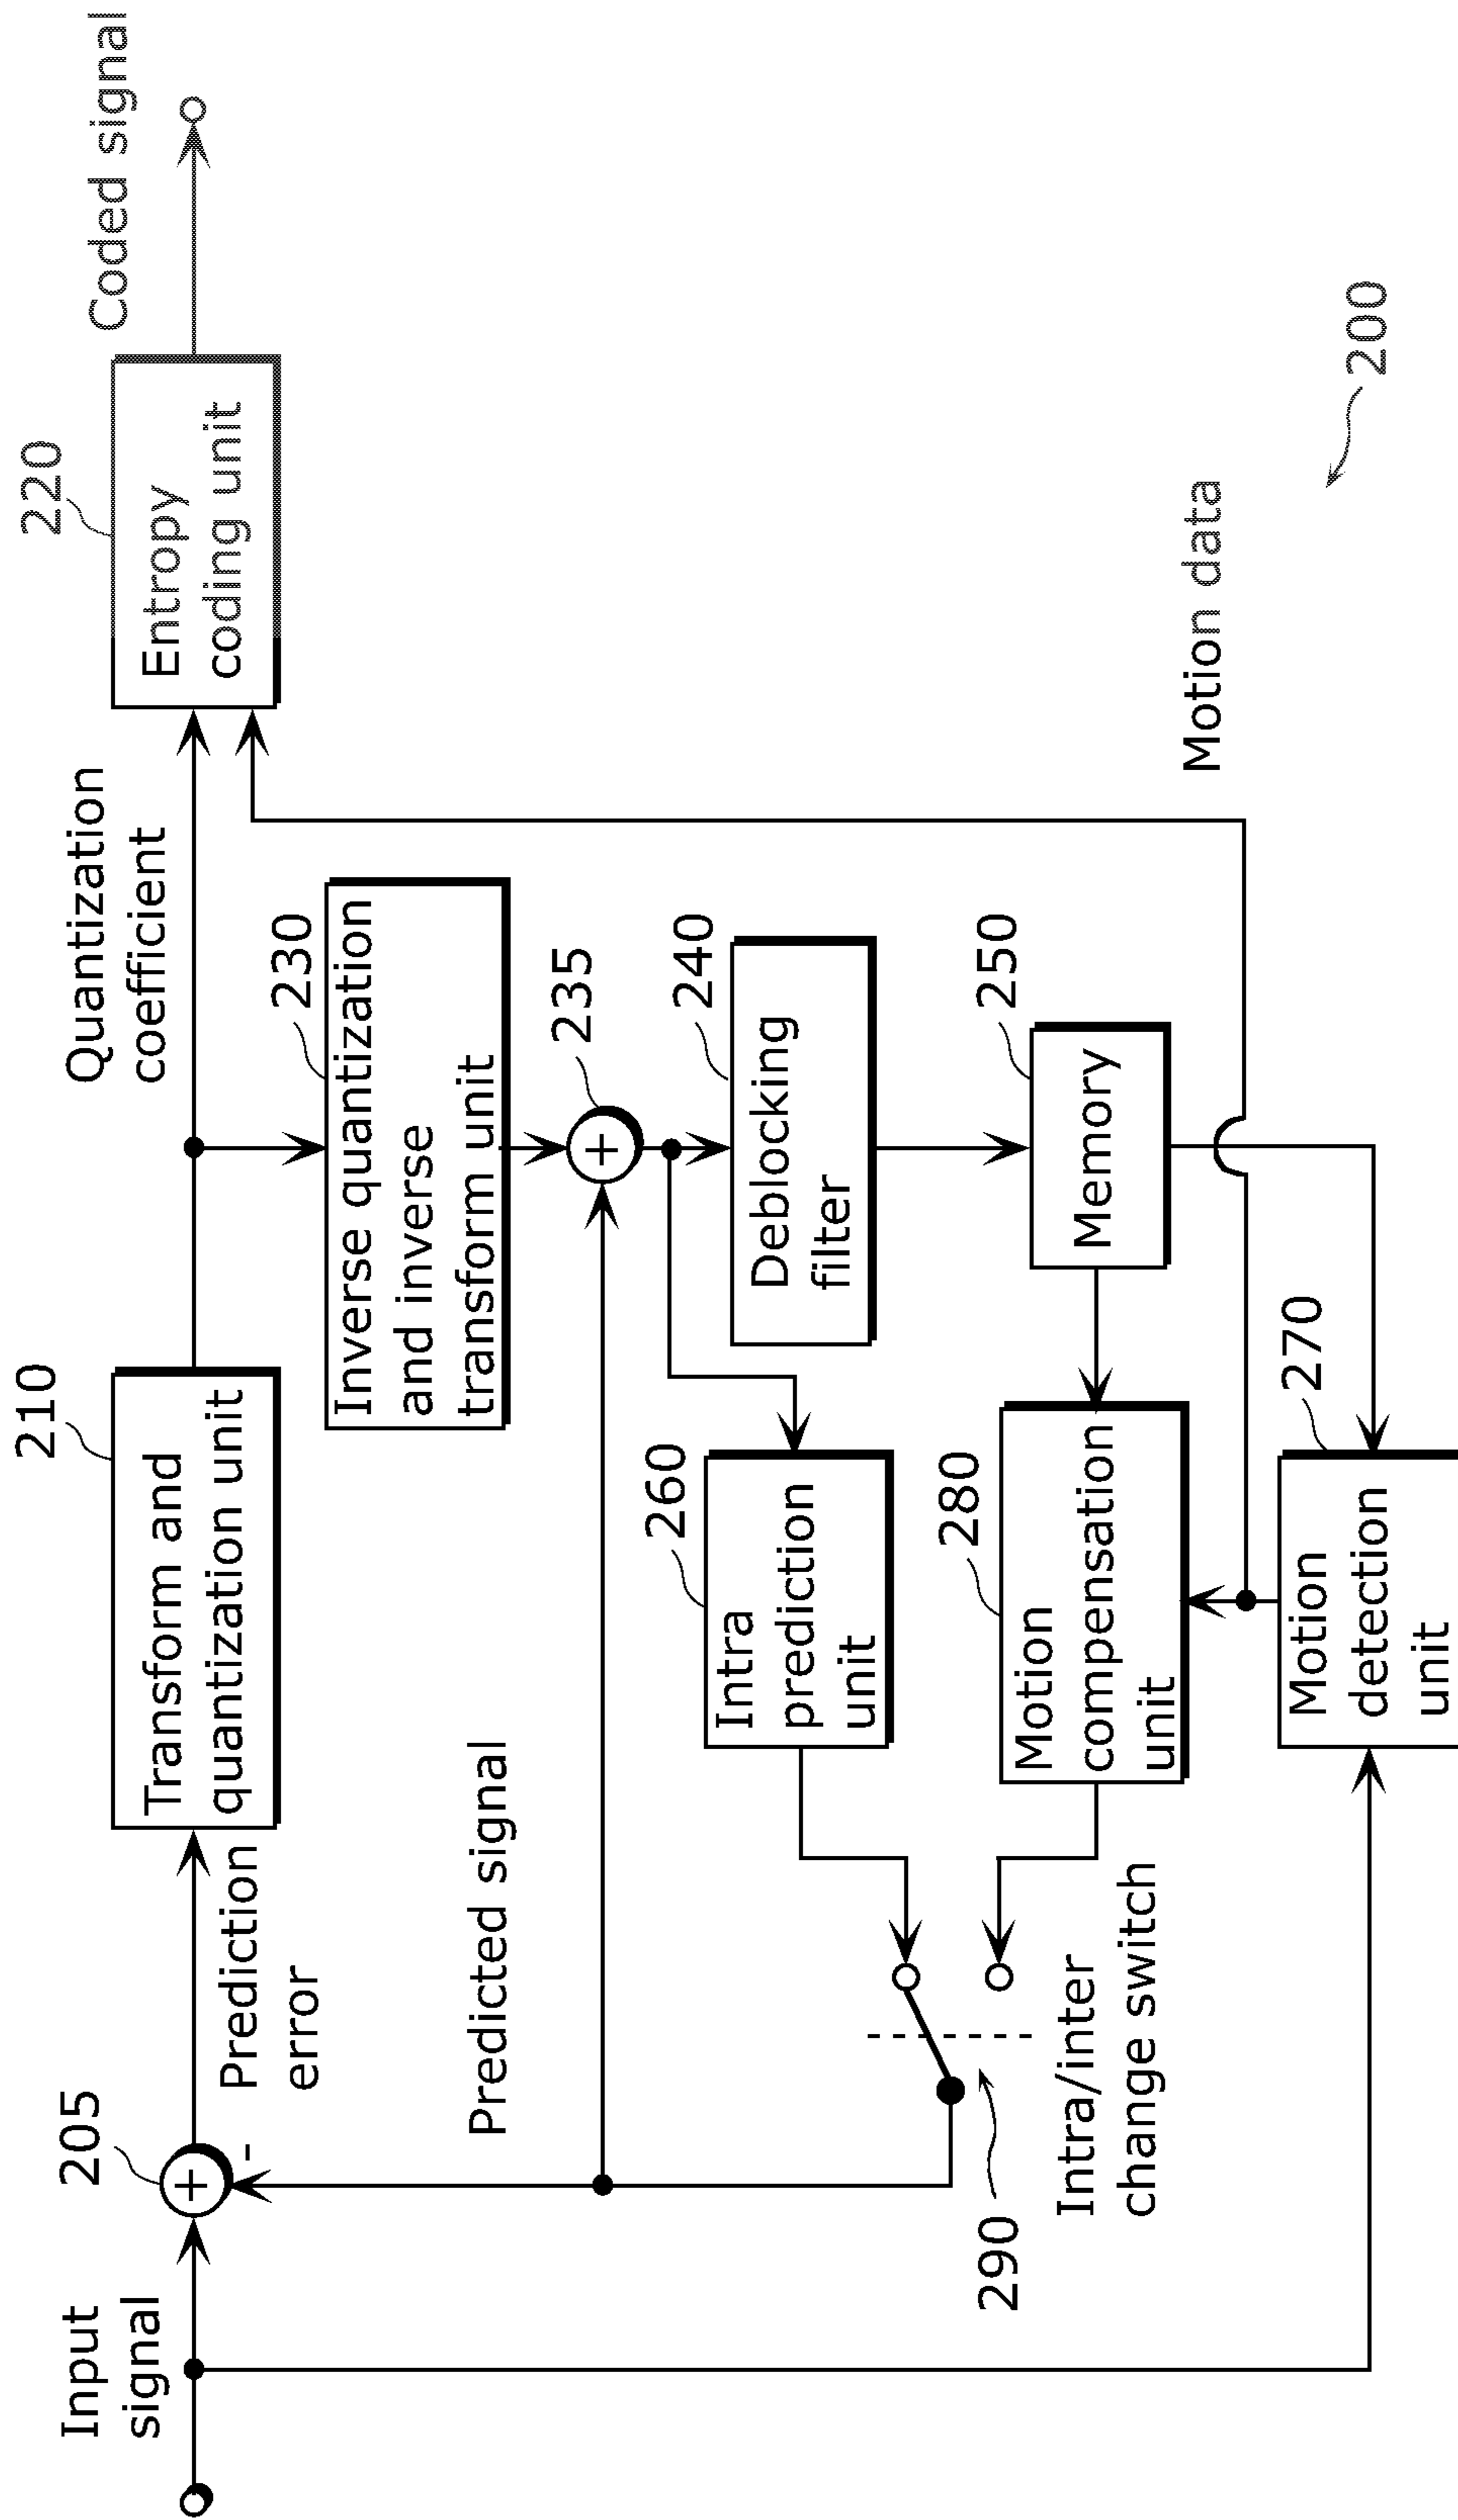 Input
signal
205
Prediction
error
210
Transform and
quantization unit
Quantization
coefficient
220
Entropy
coding unit
Coded signal
230
Inverse quantization
and inverse
transform unit
Predicted signal
235
+
+
-
240
Deblocking
filter
260
Intra
prediction
unit
250
Memory
280
Motion
compensation
unit
290
Intra/inter
change switch
Motion data
270
Motion
detection
unit
200